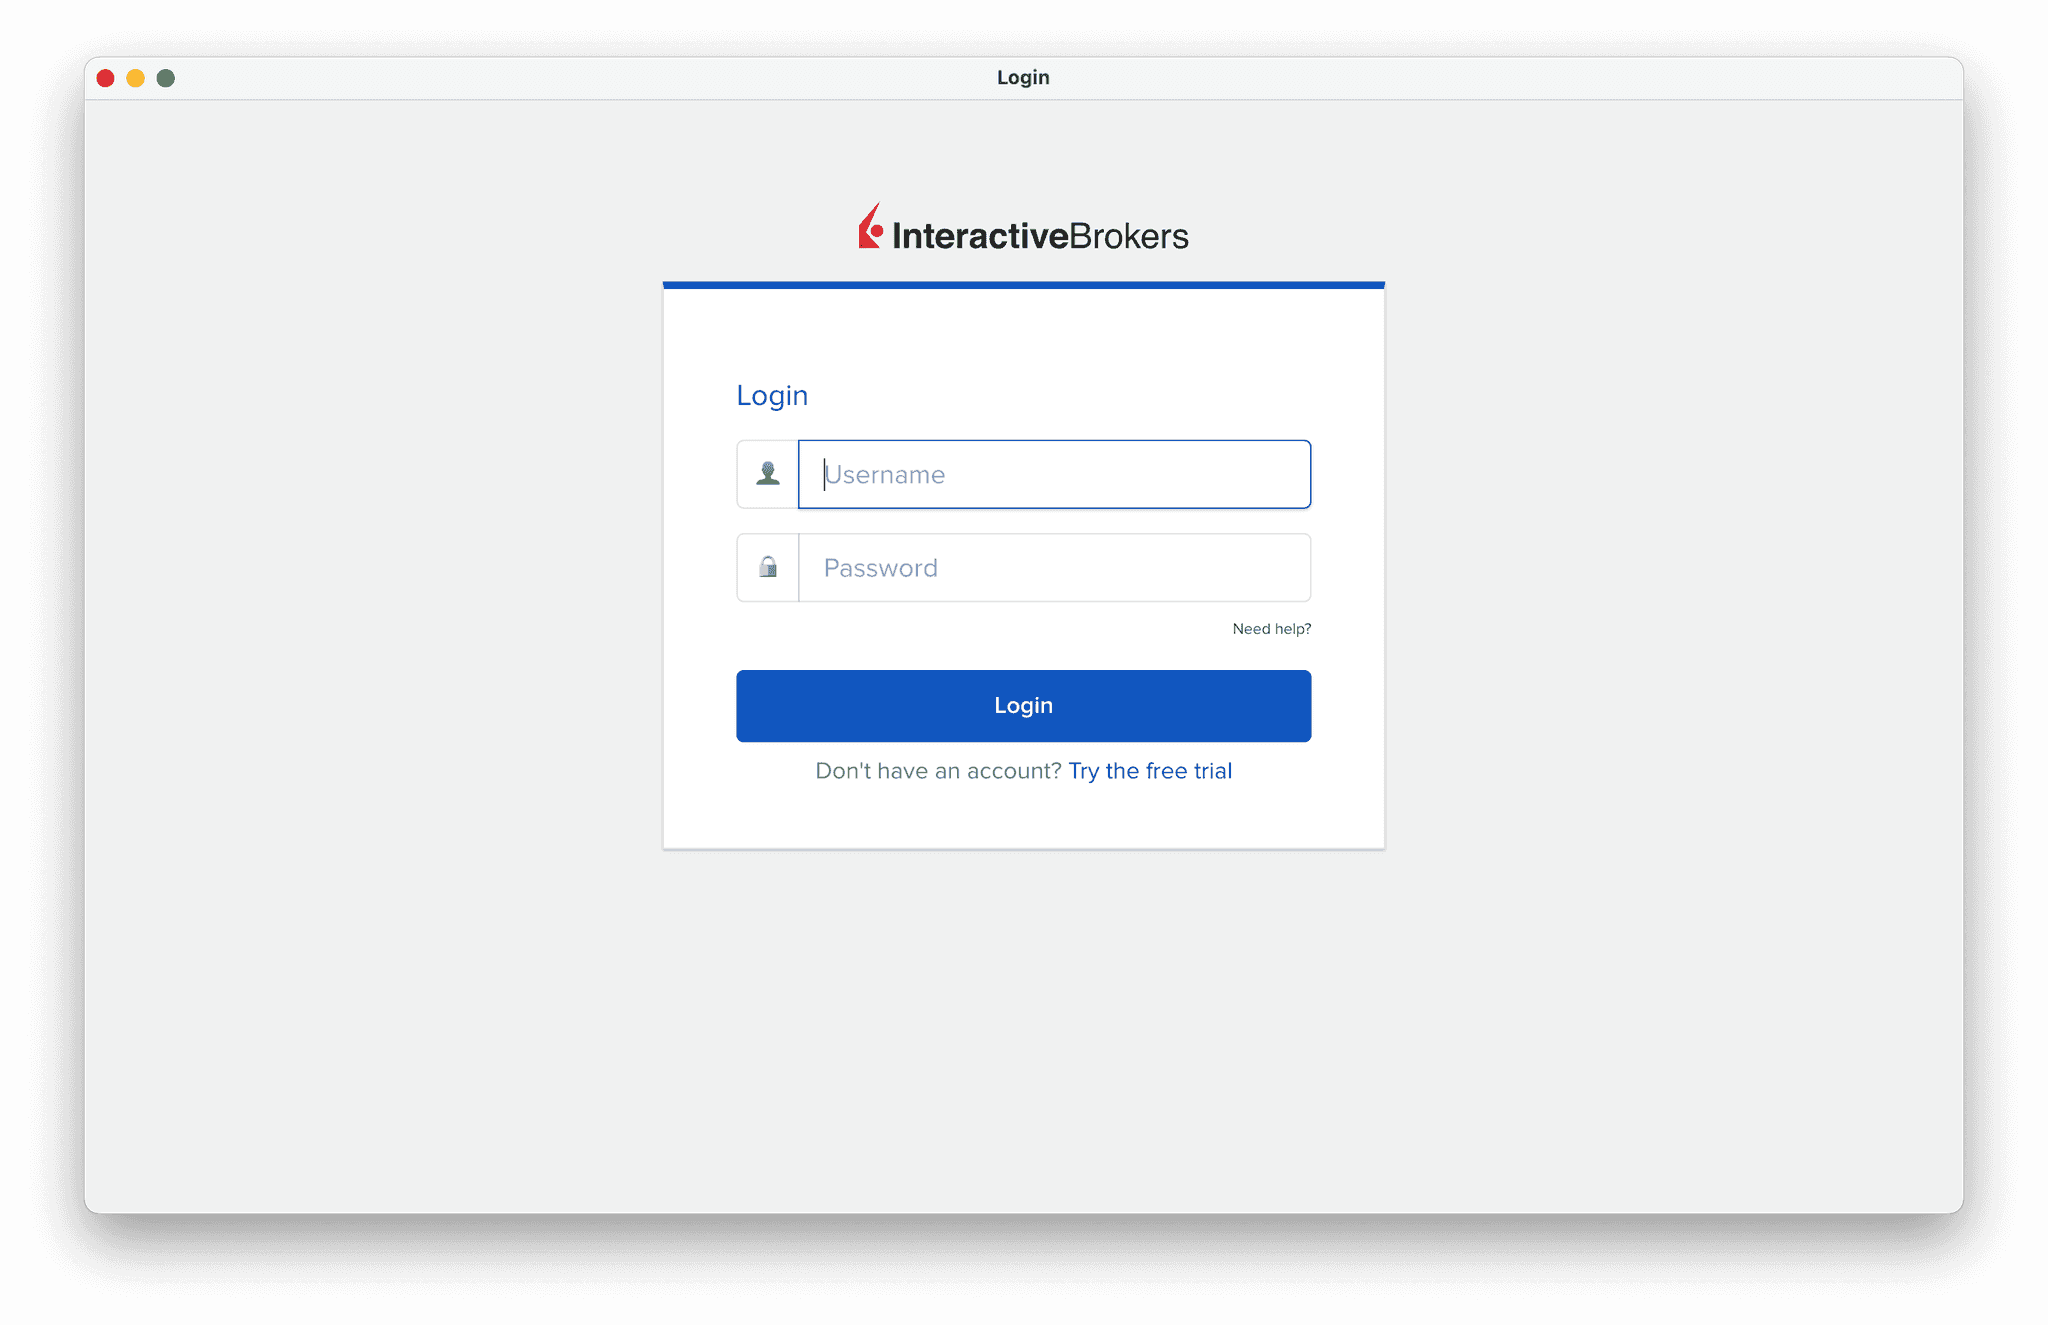 Login
InteractiveBrokers
Login
Username
Password
Need help?
Login
Don't have an account? Try the free trial